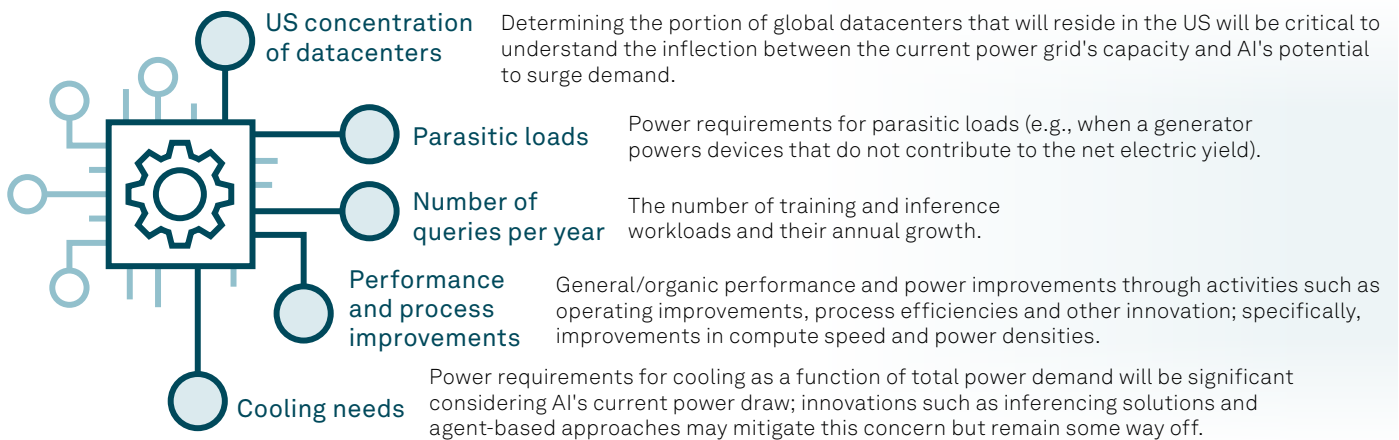 US concentration
of datacenters
Determining the portion of global datacenters that will reside in the US will be critical to
understand the inflection between the current power grid's capacity and AI's potential
to surge demand.
Parasitic loads
Power requirements for parasitic loads (e.g., when a generator
powers devices that do not contribute to the net electric yield).
Number of
queries per year
The number of training and inference
workloads and their annual growth.
Performance
and process
improvements
General/organic performance and power improvements through activities such as
operating improvements, process efficiencies and other innovation; specifically,
improvements in compute speed and power densities.
Cooling needs
Power requirements for cooling as a function of total power demand will be significant
considering AI's current power draw; innovations such as inferencing solutions and
agent-based approaches may mitigate this concern but remain some way off.